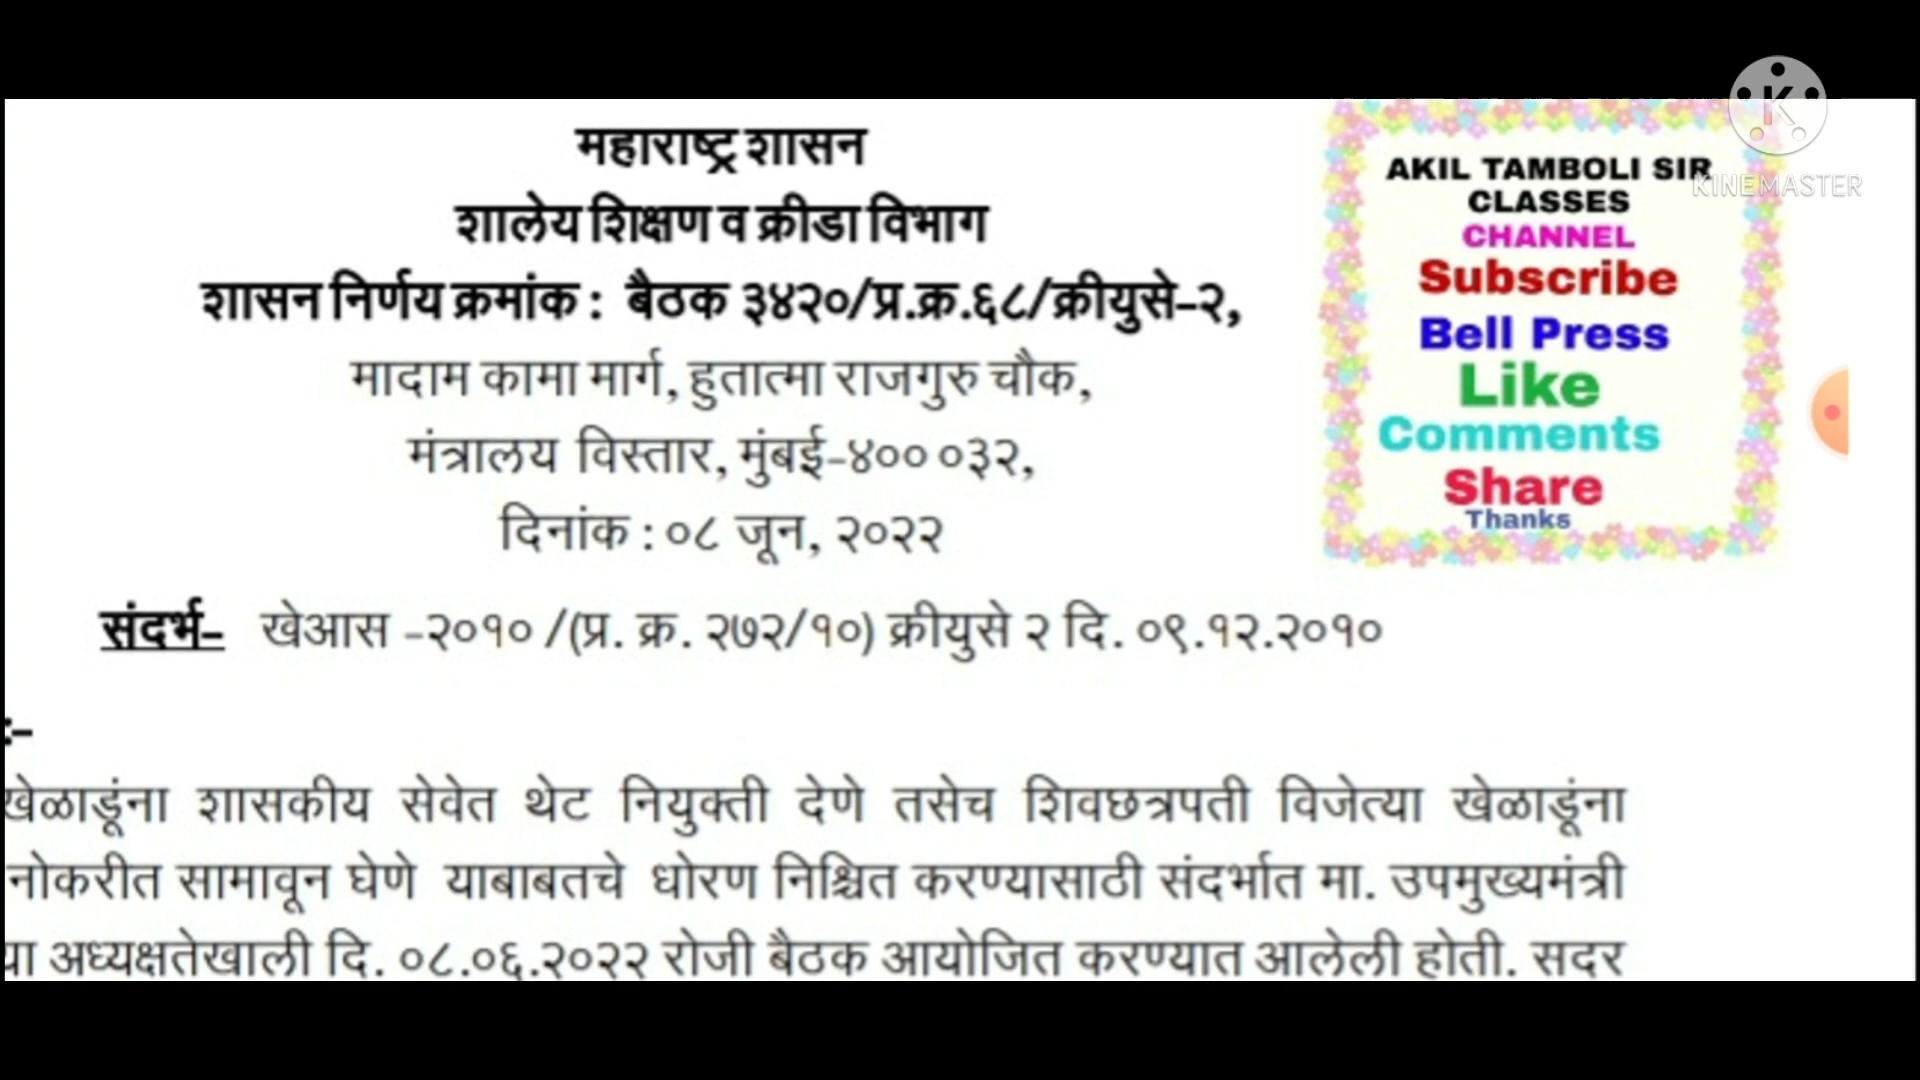 महाराष्ट्र शासन
शालेय शिक्षण व क्रीडा विभाग
शासन निर्णय क्रमांक : बैठक ३४२०/प्र.क्र.६८/क्रीयुसे-२,
मादाम कामा मार्ग, हुतात्मा राजगुरु चौक,
मंत्रालय विस्तार, मुंबई-४०० ०३२,
दिनांक : ०८ जून, २०२२
संदर्भ- खेआस -२०१० /(प्र. क्र. २७२/१०) क्रीयुसे २ दि. ०९.१२.२०१०
:-
खेळाडूंना शासकीय सेवेत थेट नियुक्ती देणे तसेच शिवछत्रपती विजेत्या खेळाडूंना
नोकरीत सामावून घेणे याबाबतचे धोरण निश्चित करण्यासाठी संदर्भात मा. उपमुख्यमंत्री
या अध्यक्षतेखाली दि. ०८.०६.२०२२ रोजी बैठक आयोजित करण्यात आलेली होती. सदर
AKIL TAMBOLI SIR
CLASSES
CHANNEL
Subscribe
Bell Press
Like
Comments
Share
Thanks
K
KINEMASTER